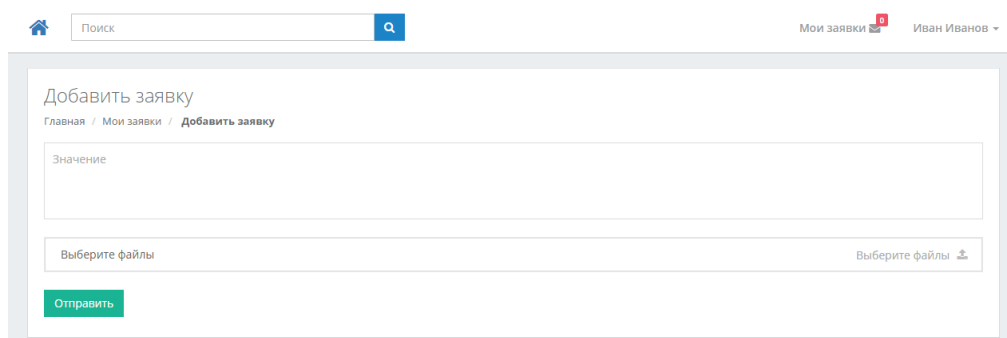 Поиск
Мои заявки 0 Иван Иванов
Добавить заявку
Главная / Мои заявки / Добавить заявку
Значение
Выберите файлы Выберите файлы
Отправить